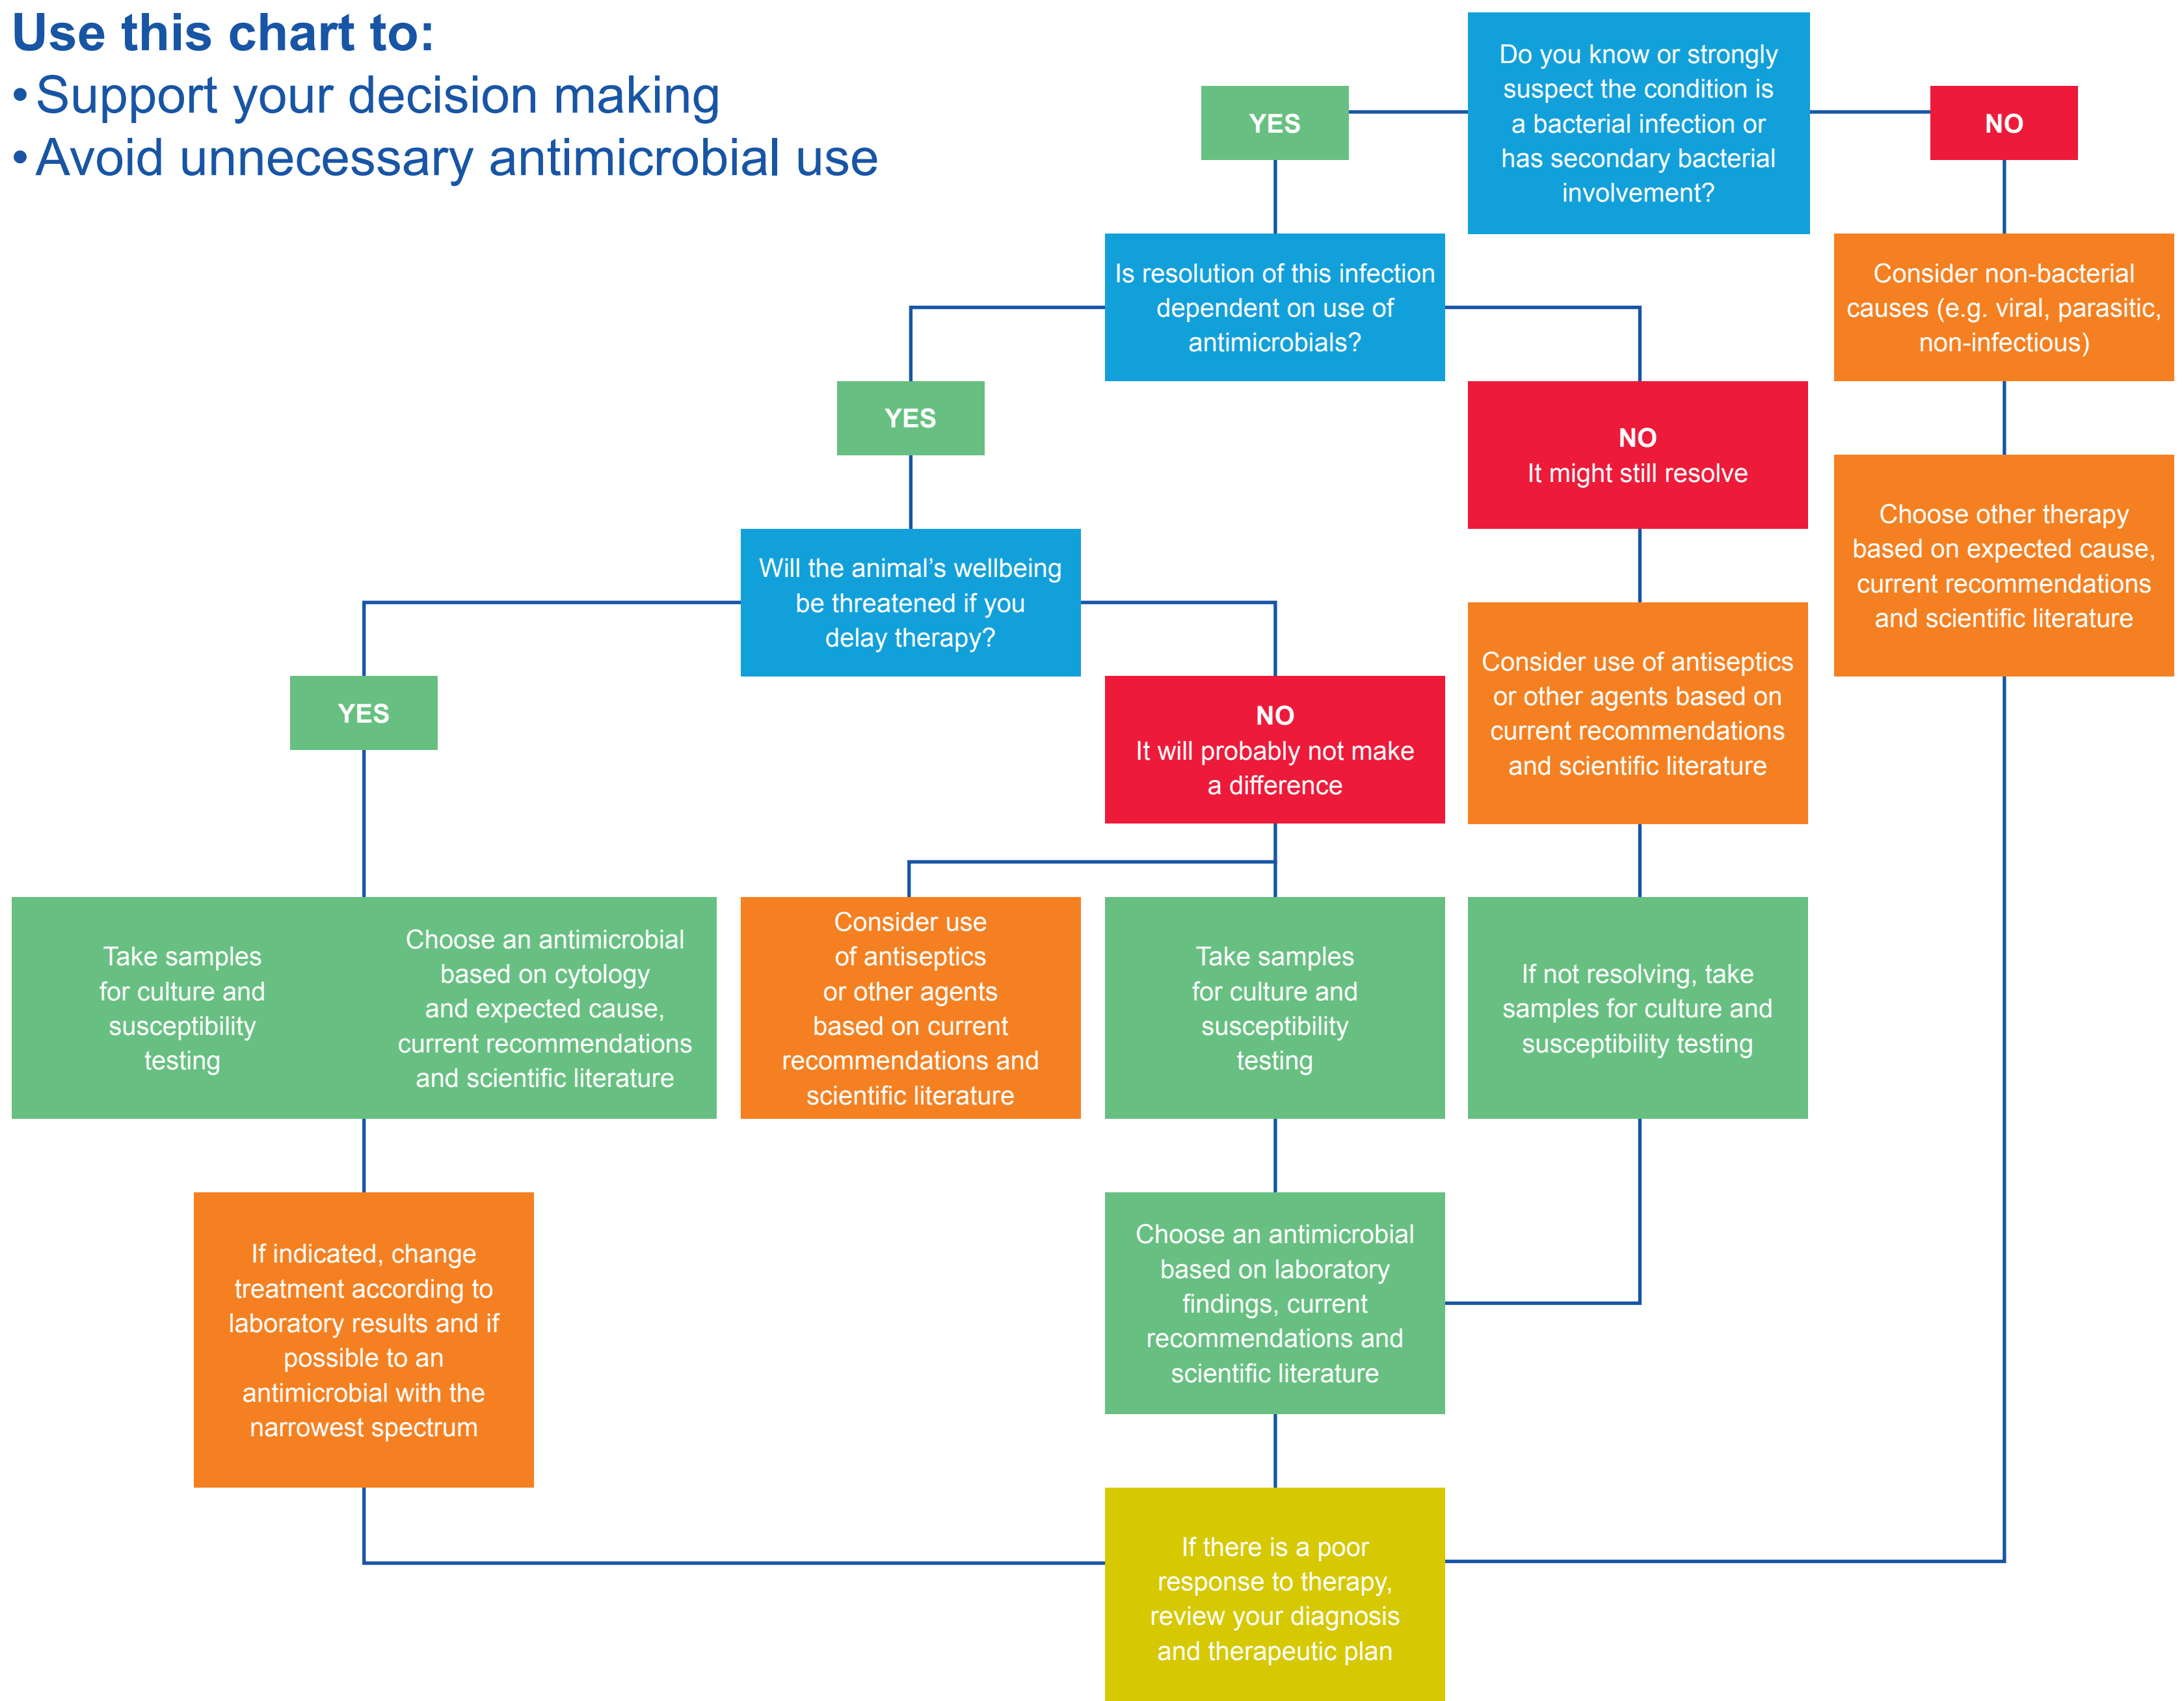 Use this chart to:
•Support your decision making
•Avoid unnecessary antimicrobial use
Do you know or strongly
suspect the condition is
a bacterial infection or
has secondary bacterial
involvement?
YES
NO
Is resolution of this infection
dependent on use of
antimicrobials?
Consider non-bacterial
causes (e.g. viral, parasitic,
non-infectious)
YES
NO
It might still resolve
Choose other therapy
based on expected cause,
current recommendations
and scientific literature
Will the animal’s wellbeing
be threatened if you
delay therapy?
Consider use of antiseptics
or other agents based on
current recommendations
and scientific literature
YES
NO
It will probably not make
a difference
Take samples
for culture and
susceptibility
testing
Choose an antimicrobial
based on cytology
and expected cause,
current recommendations
and scientific literature
Consider use
of antiseptics
or other agents
based on current
recommendations and
scientific literature
Take samples
for culture and
susceptibility
testing
If not resolving, take
samples for culture and
susceptibility testing
If indicated, change
treatment according to
laboratory results and if
possible to an
antimicrobial with the
narrowest spectrum
Choose an antimicrobial
based on laboratory
findings, current
recommendations and
scientific literature
If there is a poor
response to therapy,
review your diagnosis
and therapeutic plan